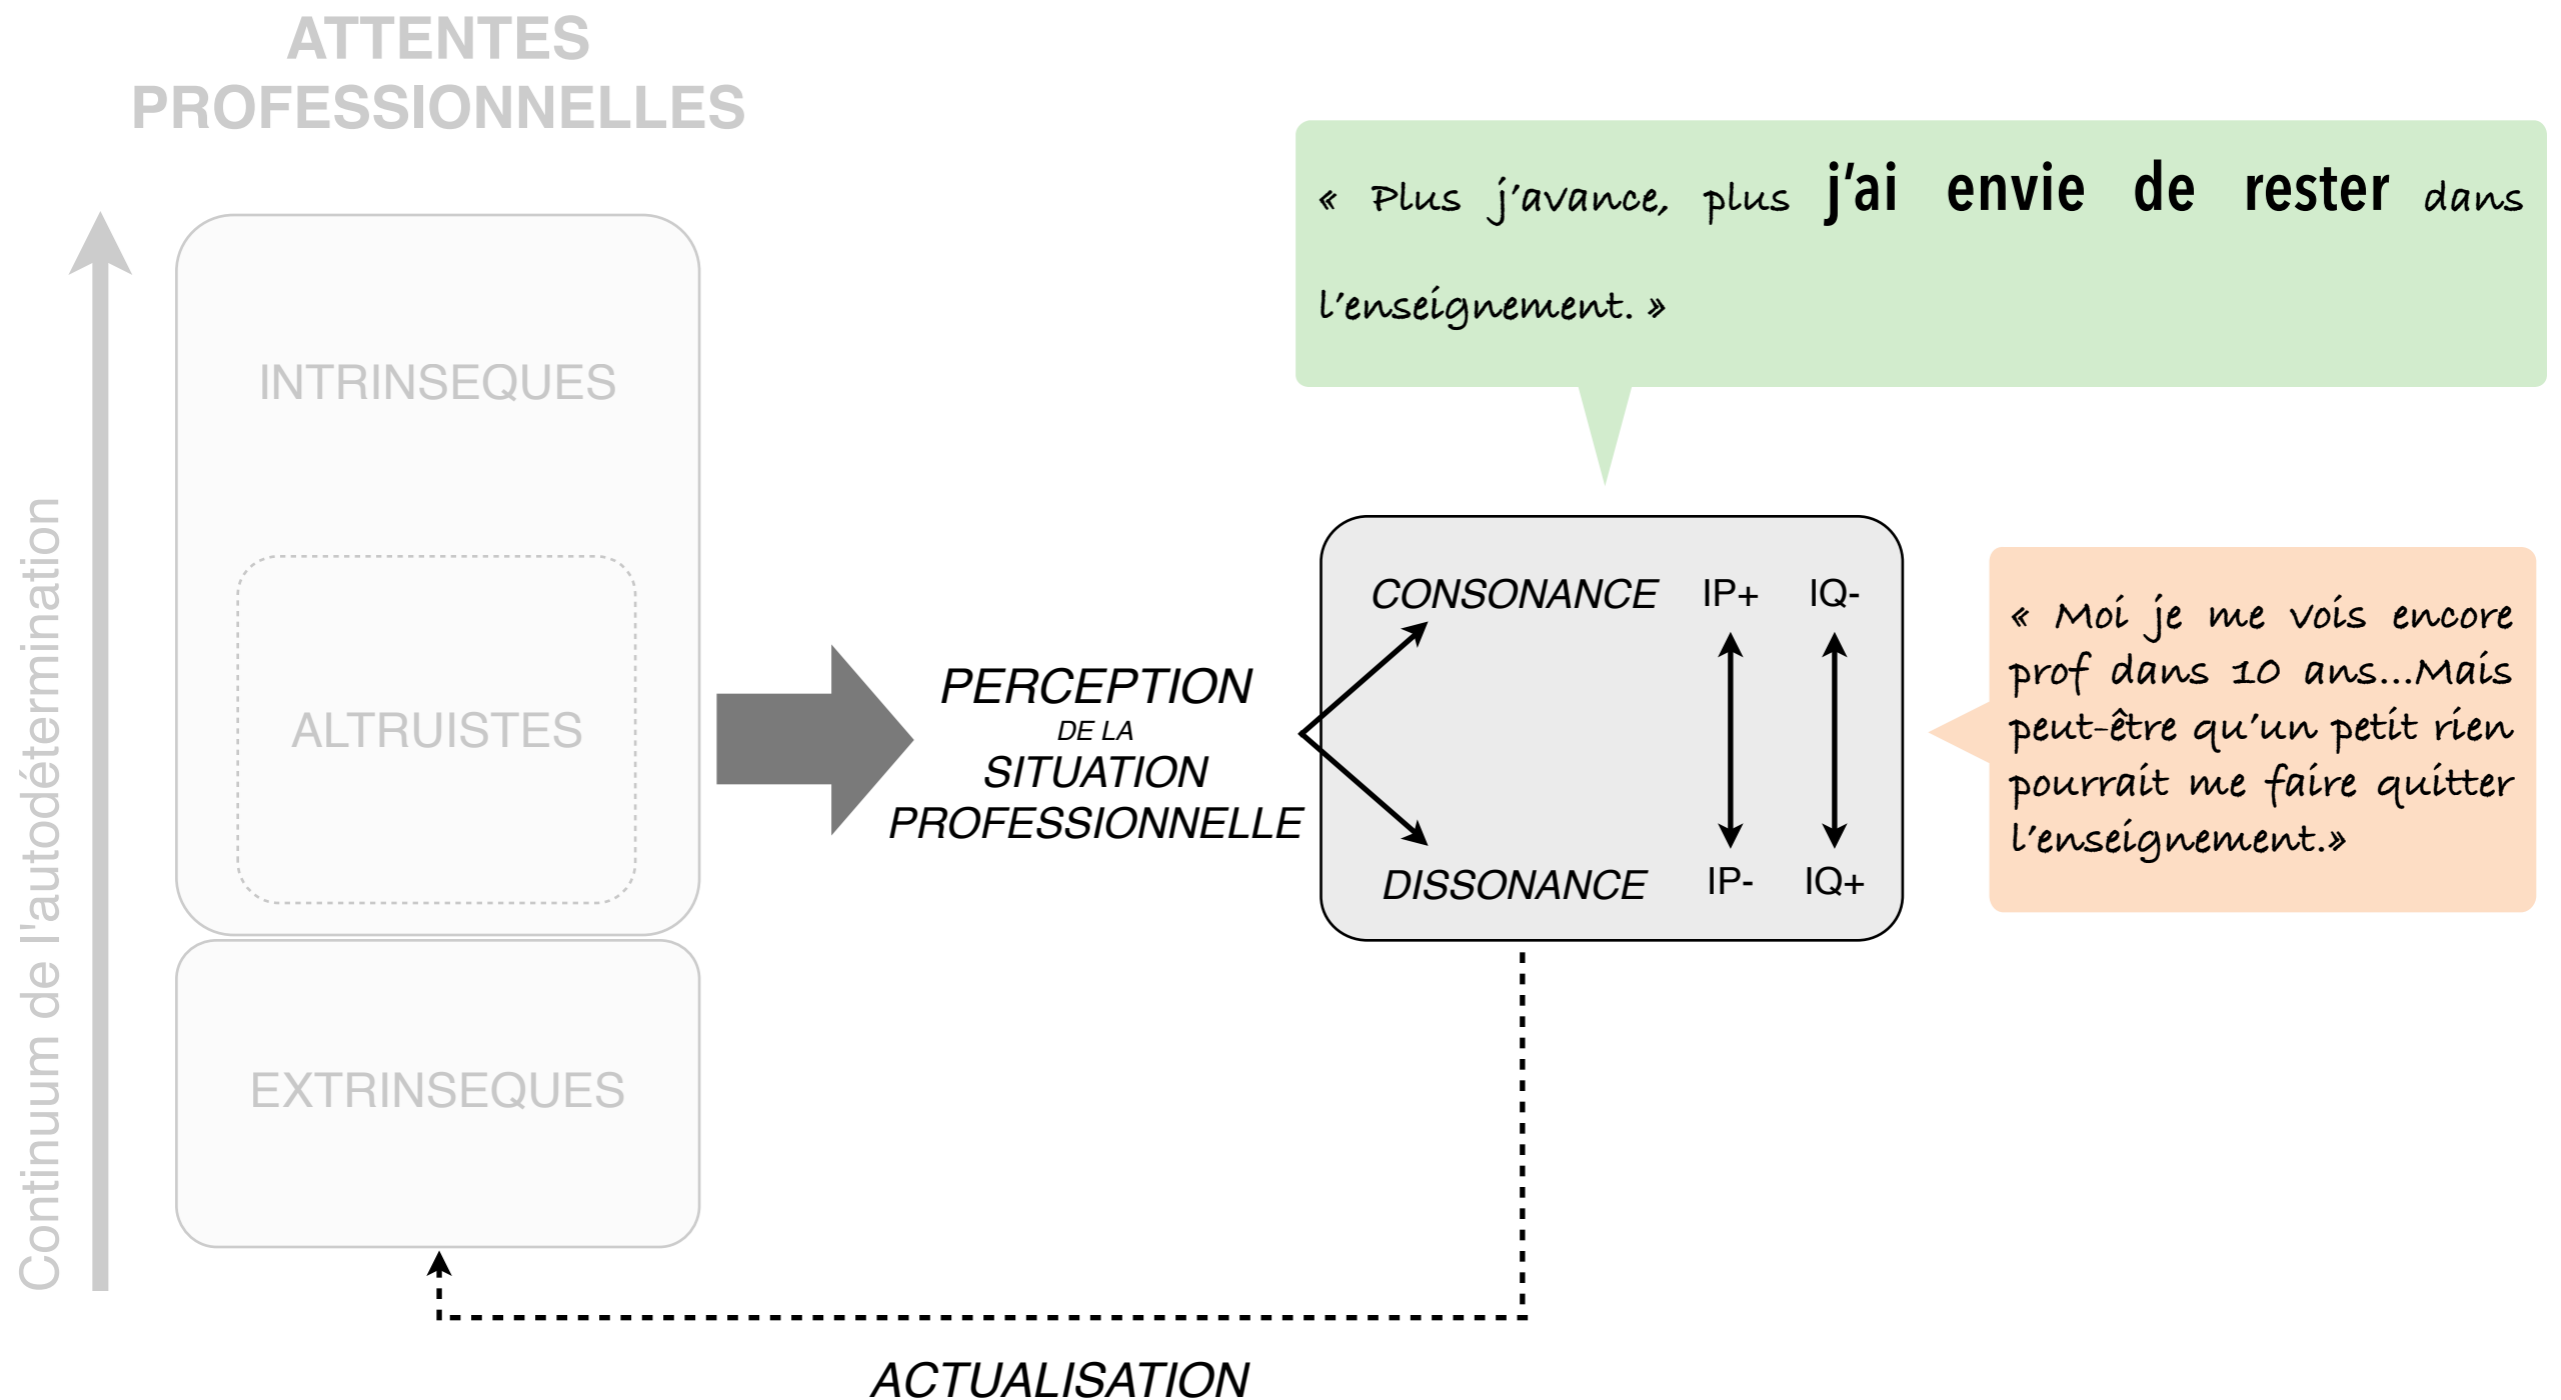 ATTENTES
PROFESSIONNELLES
Continuum de l'autodétermination
INTRINSEQUES
ALTRUISTES
EXTRINSEQUES
PERCEPTION
DE LA
SITUATION
PROFESSIONNELLE
« Plus j'avance, plus j'ai envie de rester dans
l'enseignement. »
CONSONANCE IP+ IQ-
DISSONANCE IP- IQ+
« Moi je me vois encore
prof dans 10 ans...Mais
peut-être qu'un petit rien
pourrait me faire quitter
l'enseignement.»
ACTUALISATION